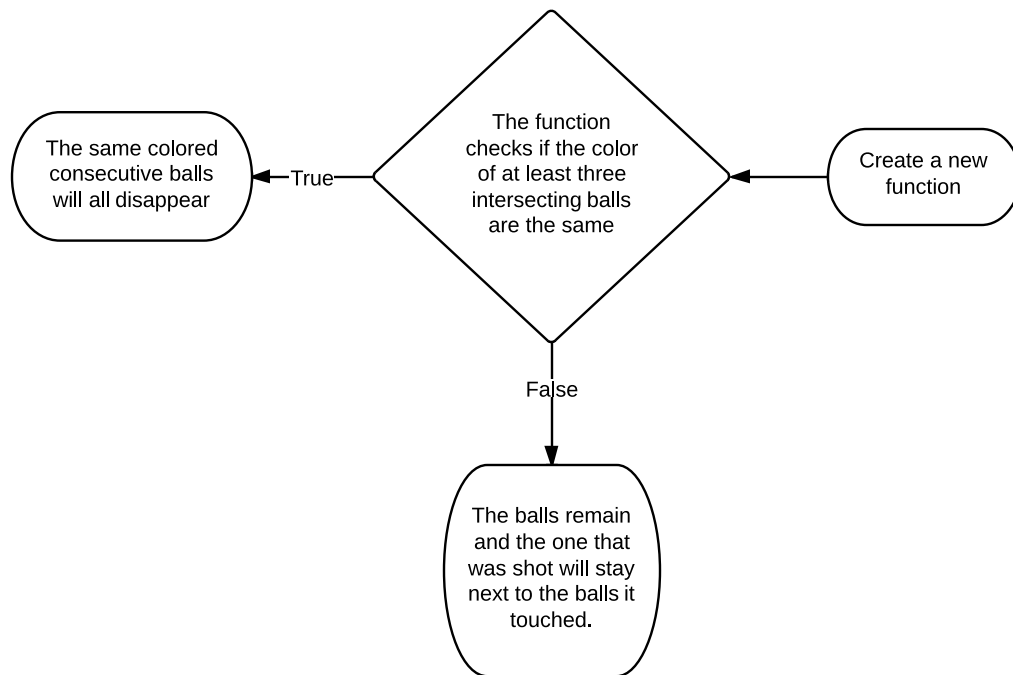 The function
checks if the color
of at least three
intersecting balls
are the same
The same colored
consecutive balls
will all disappear
Create a new
function
True
False
The balls remain
and the one that
was shot will stay
next to the balls it
touched.